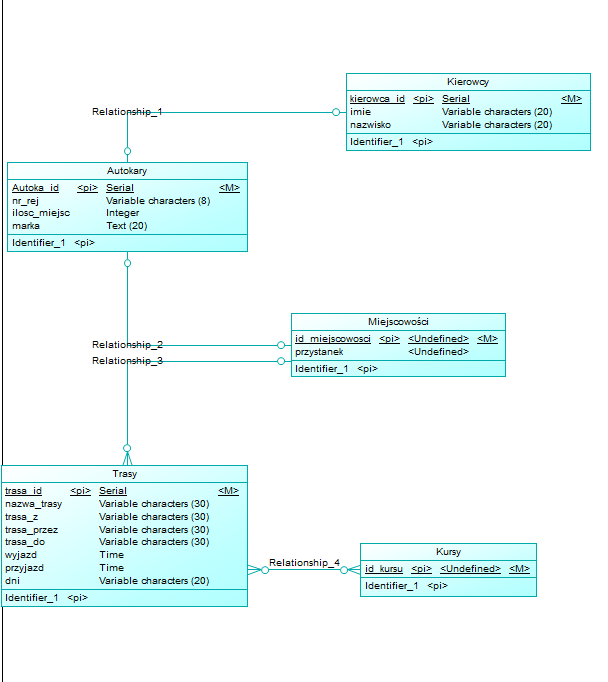 Kierowcy
kierowca_id <pi> Serial <M>
imie Variable characters (20)
nazwisko Variable characters (20)
Identifier_1 <pi>
Relationship_1
Autokary
Autoka_id <pi> Serial <M>
nr_rej Variable characters (8)
ilosc_miejsc Integer
marka Text (20)
Identifier_1 <pi>
Miejscowości
id_miejscowosci <pi> <Undefined> <M>
przystanek <Undefined>
Identifier_1 <pi>
Relationship_2
Relationship_3
Trasy
trasa_id <pi> Serial <M>
nazwa_trasy Variable characters (30)
trasa_z Variable characters (30)
trasa_przez Variable characters (30)
trasa_do Variable characters (30)
wyjazd Time
przyjazd Time
dni Variable characters (20)
Identifier_1 <pi>
Relationship_4
Kursy
id_kursu <pi> <Undefined> <M>
Identifier_1 <pi>